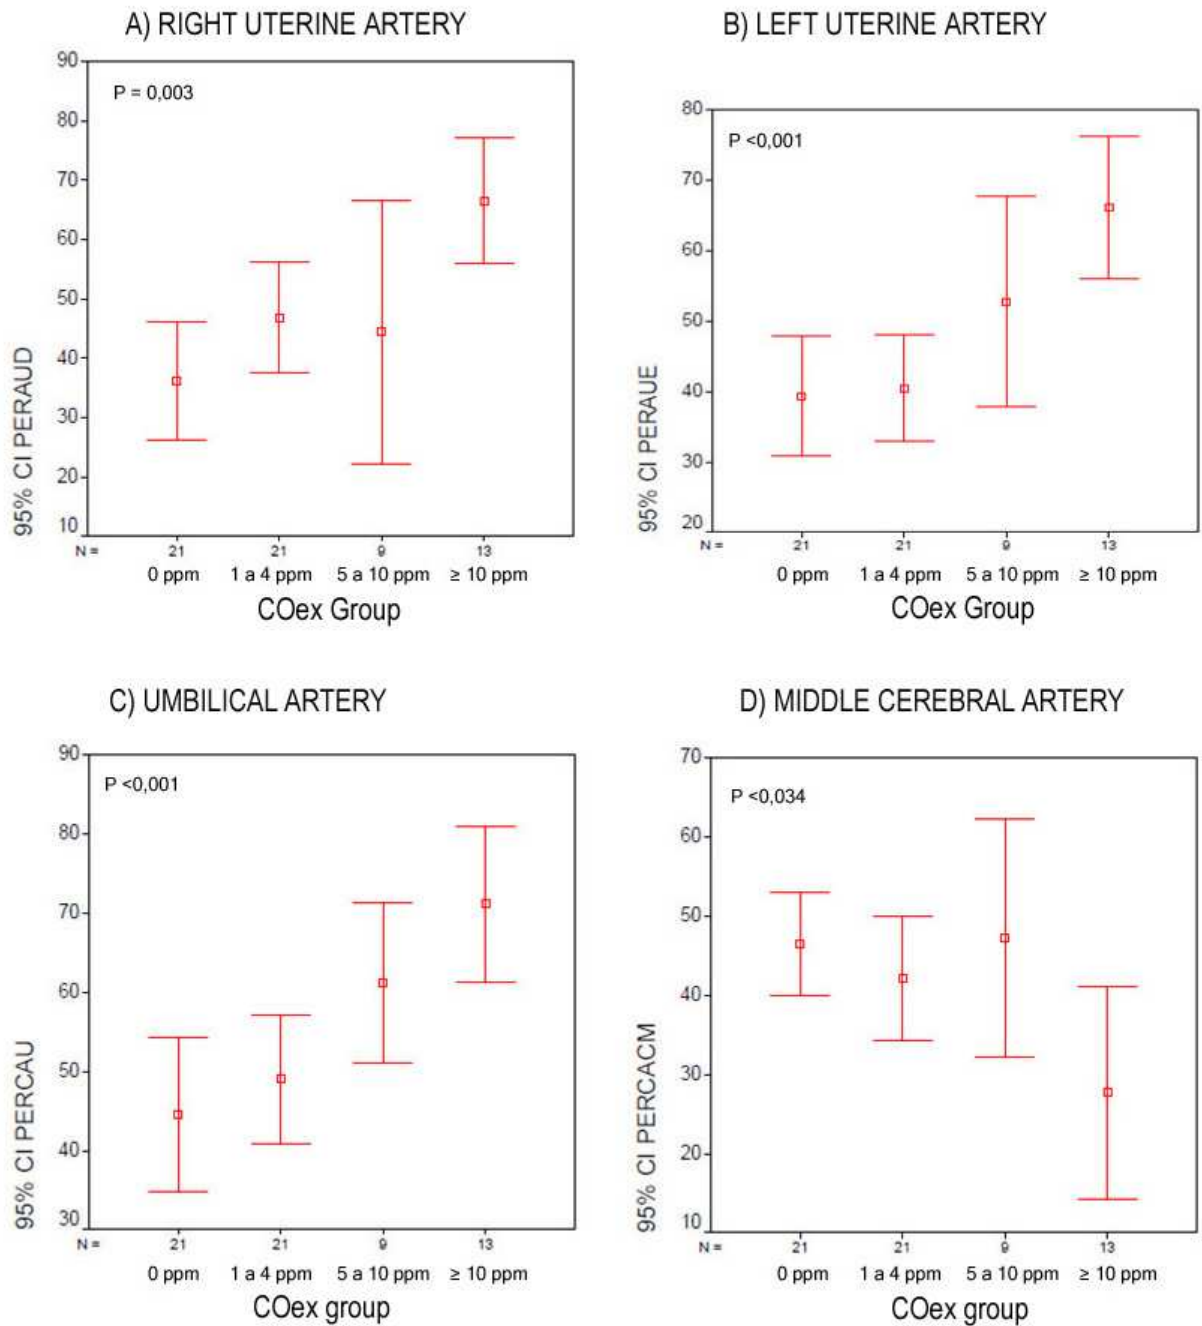 A) RIGHT UTERINE ARTERY
90
P = 0,003
80
70
60
50
40
30
20
10
95% CI PERAUD
N = 21 21 9 13
0 ppm 1 a 4 ppm 5 a 10 ppm ≥ 10 ppm
COex Group
B) LEFT UTERINE ARTERY
80
P <0,001
70
60
50
40
30
20
95% CI PERAUE
N = 21 21 9 13
0 ppm 1 a 4 ppm 5 a 10 ppm ≥ 10 ppm
COex Group
C) UMBILICAL ARTERY
90
P <0,001
80
70
60
50
40
30
95% CI PERCAU
N = 21 21 9 13
0 ppm 1 a 4 ppm 5 a 10 ppm ≥ 10 ppm
COex group
D) MIDDLE CEREBRAL ARTERY
70
P <0,034
60
50
40
30
20
10
95% CI PERCACM
N = 21 21 9 13
0 ppm 1 a 4 ppm 5 a 10 ppm ≥ 10 ppm
COex group